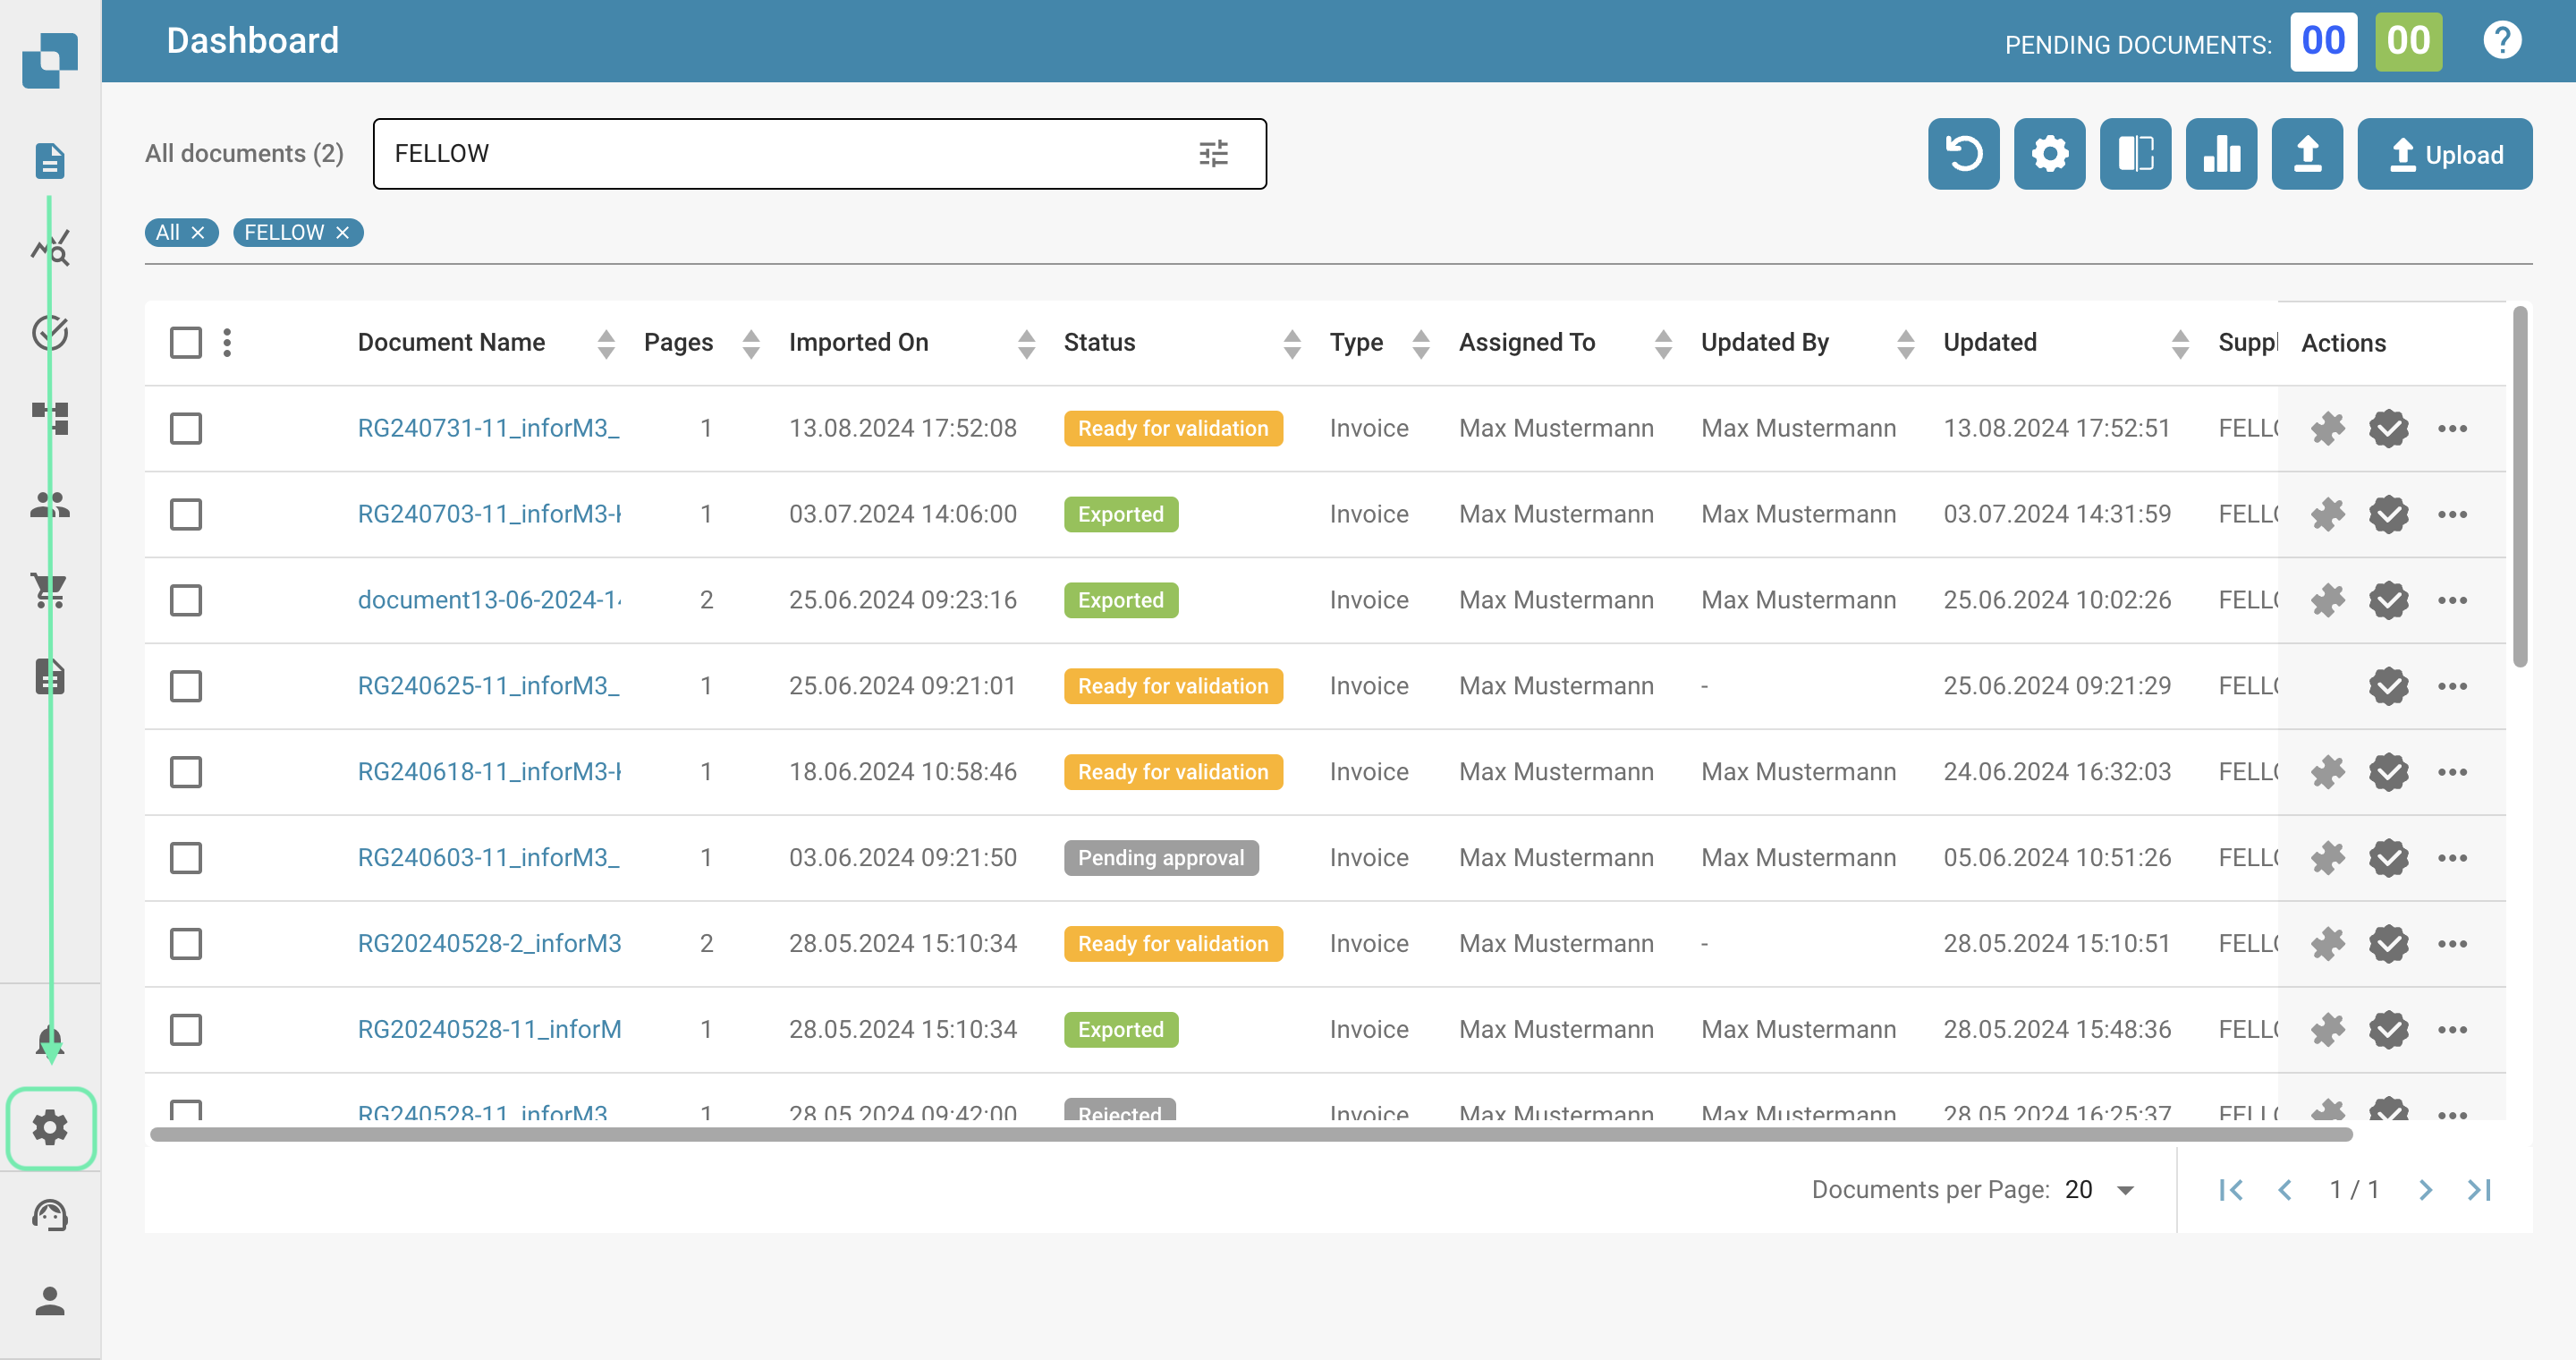 Dashboard
PENDING DOCUMENTS: 00 00 ?
All documents (2) FELLOW Upload
All × FELLOW ×
Document Name Pages Imported On Status Type Assigned To Updated By Updated Suppl Actions
RG240731-11_inforM3_ 1 13.08.2024 17:52:08 Ready for validation Invoice Max Mustermann Max Mustermann 13.08.2024 17:52:51 FELLO
RG240703-11_inforM3- 1 03.07.2024 14:06:00 Exported Invoice Max Mustermann Max Mustermann 03.07.2024 14:31:59 FELLO
document13-06-2024-1 2 25.06.2024 09:23:16 Exported Invoice Max Mustermann Max Mustermann 25.06.2024 10:02:26 FELLO
RG240625-11_inforM3_ 1 25.06.2024 09:21:01 Ready for validation Invoice Max Mustermann - 25.06.2024 09:21:29 FELLO
RG240618-11_inforM3- 1 18.06.2024 10:58:46 Ready for validation Invoice Max Mustermann Max Mustermann 24.06.2024 16:32:03 FELLO
RG240603-11_inforM3_ 1 03.06.2024 09:21:50 Pending approval Invoice Max Mustermann Max Mustermann 05.06.2024 10:51:26 FELLO
RG20240528-2_inforM3 2 28.05.2024 15:10:34 Ready for validation Invoice Max Mustermann - 28.05.2024 15:10:51 FELLO
RG20240528-11_inforM 1 28.05.2024 15:10:34 Exported Invoice Max Mustermann Max Mustermann 28.05.2024 15:48:36 FELLO
RG240528-11_inforM3_ 1 28.05.2024 09:42:00 Rejected Invoice Max Mustermann Max Mustermann 28.05.2024 16:25:37 FELLO
Documents per Page: 20 1 / 1